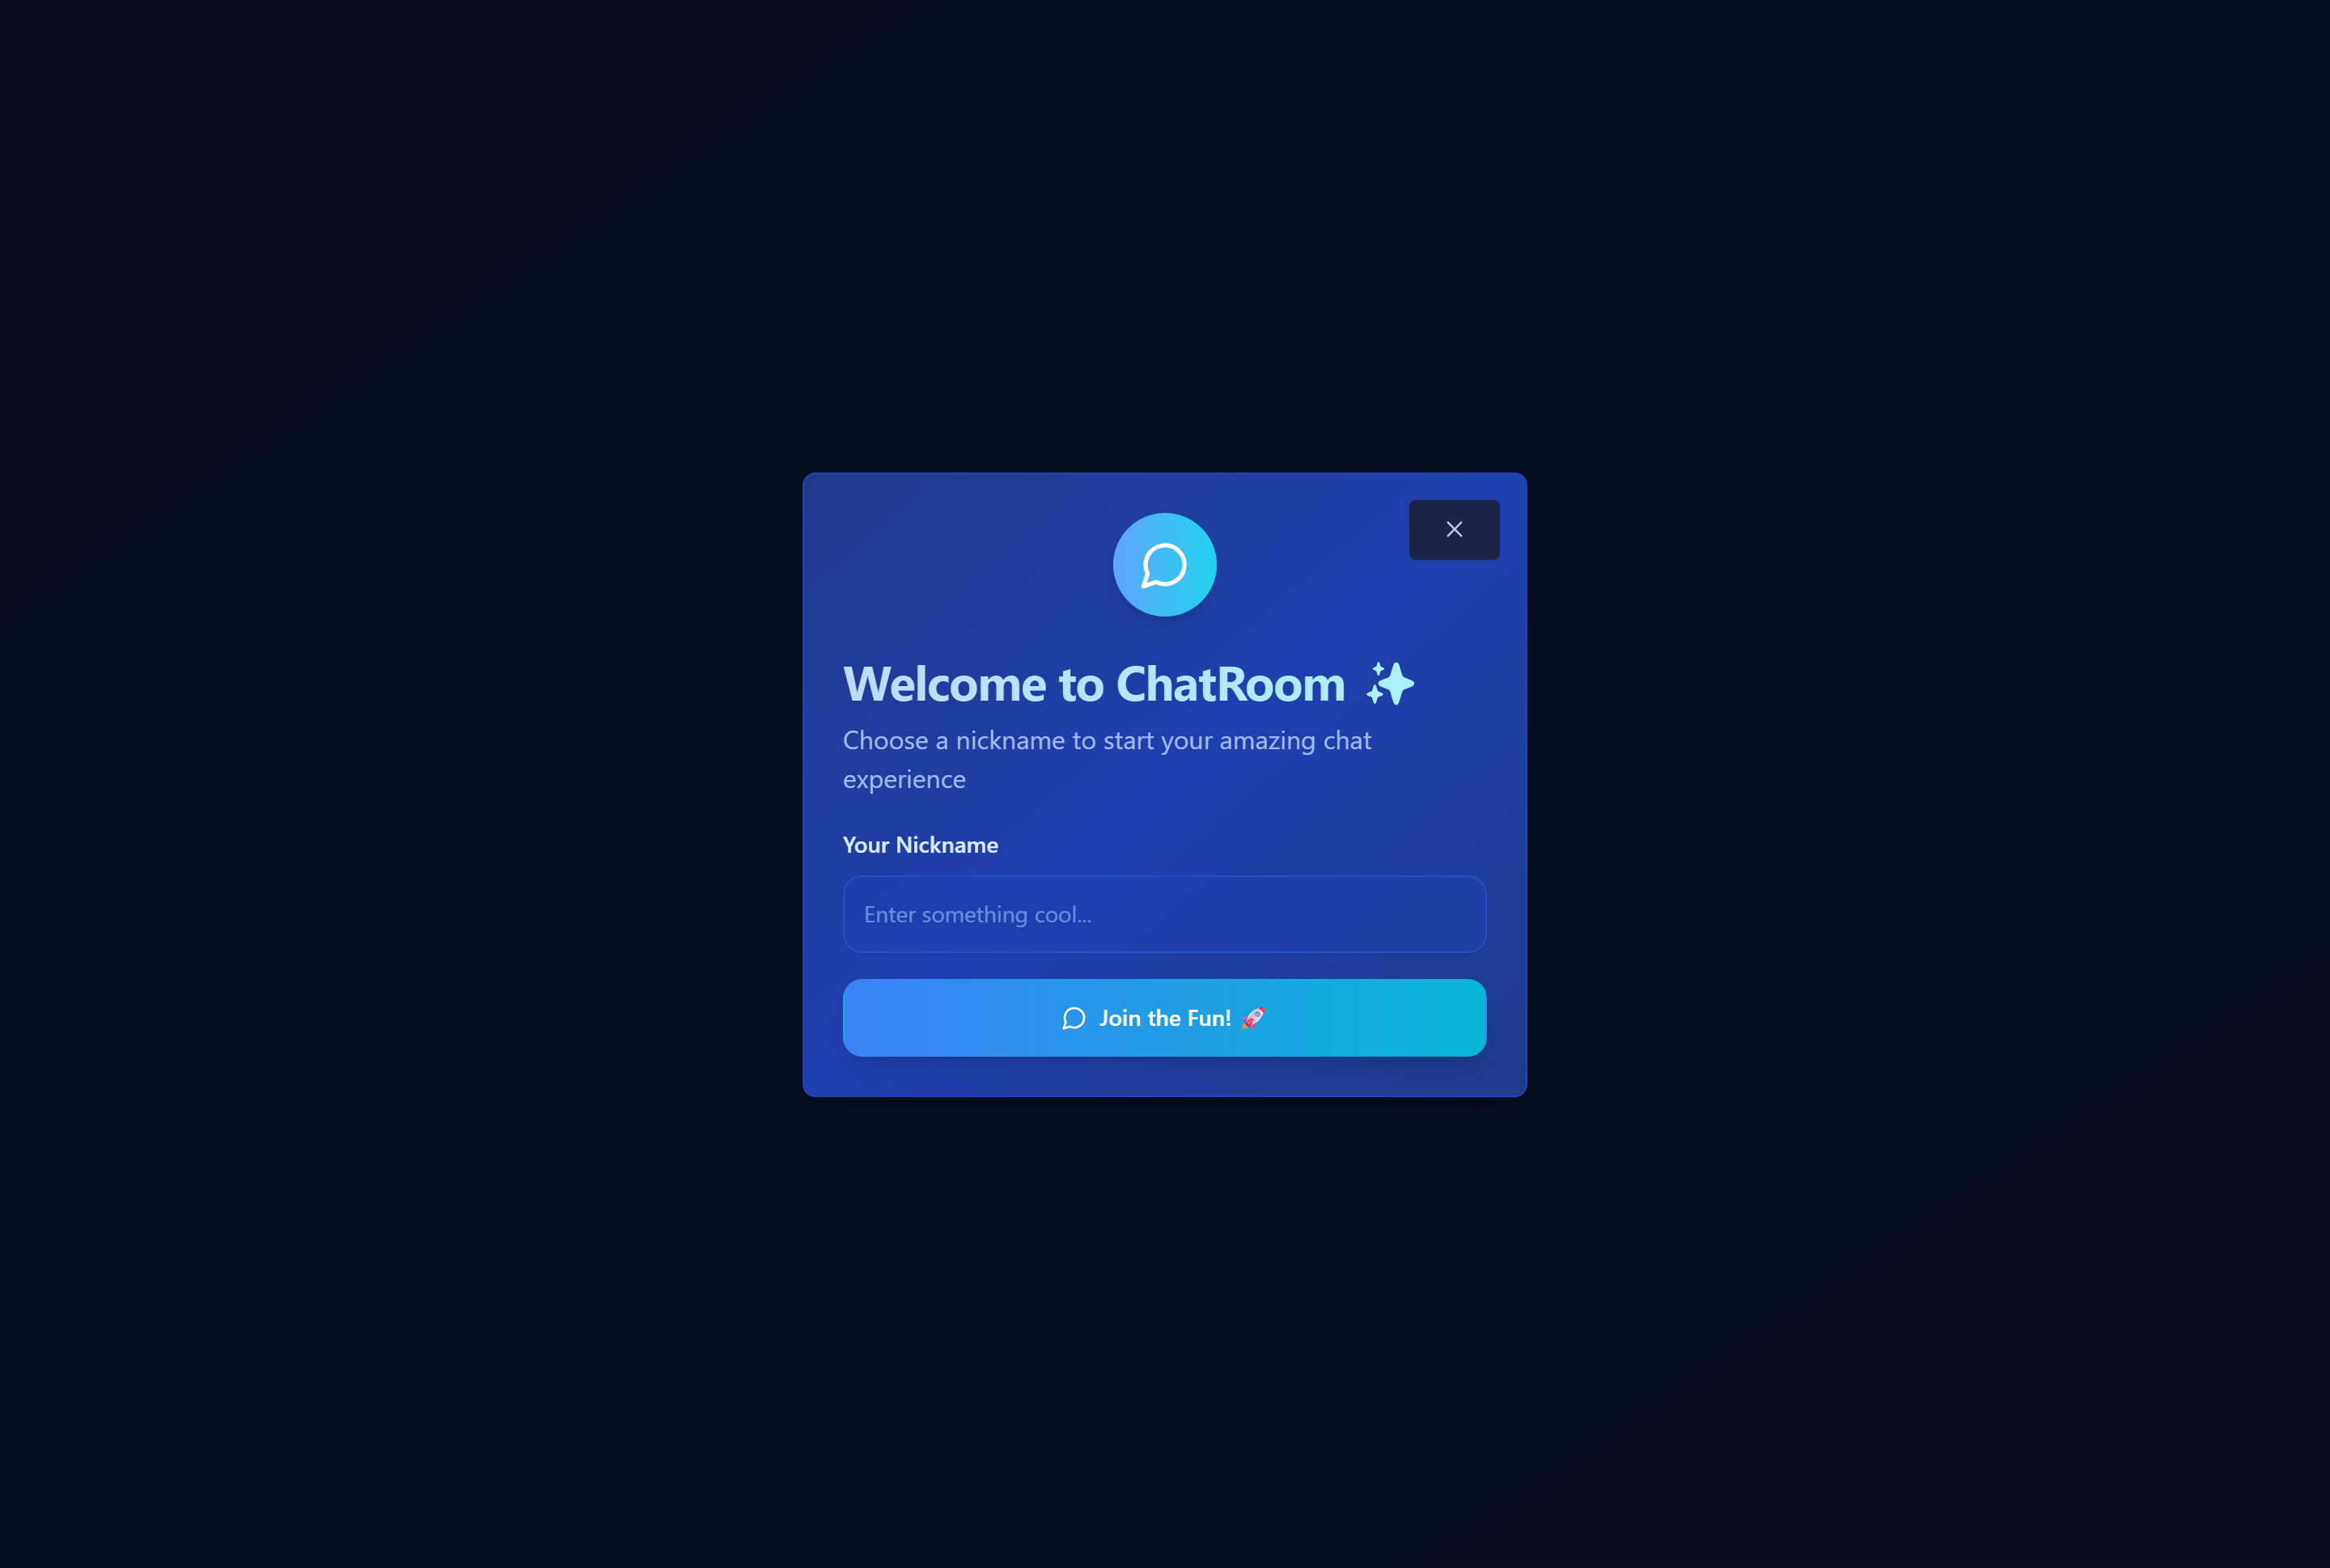 Welcome to ChatRoom ✨
Choose a nickname to start your amazing chat
experience
Your Nickname
Enter something cool...
Join the Fun! 🚀